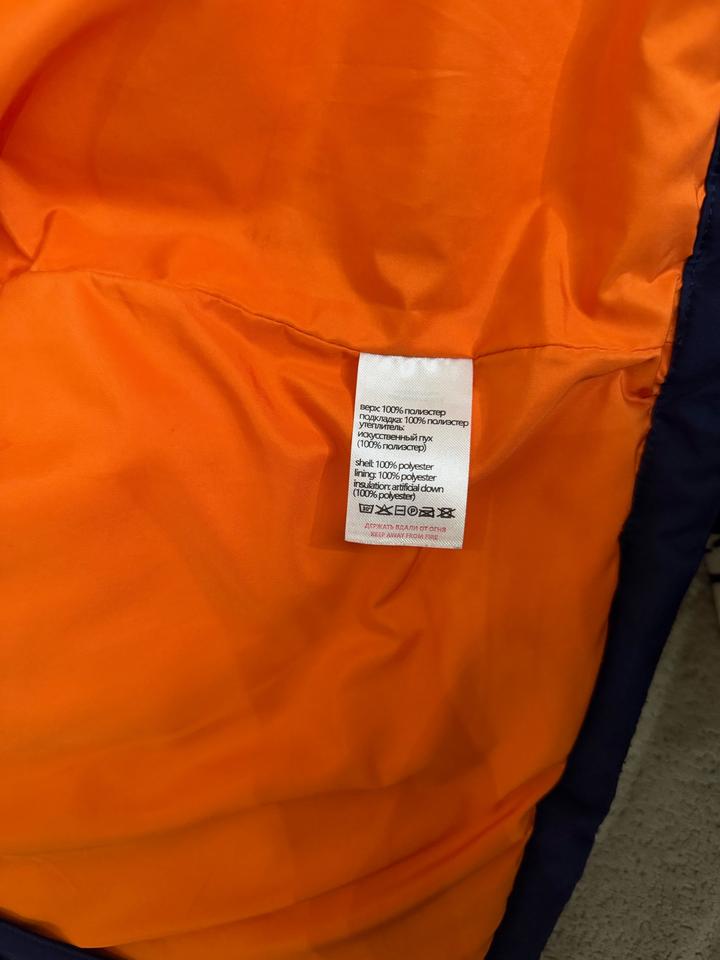 верх: 100% полиэстер
подкладка: 100% полиэстер
утеплитель:
искусственный пух
(100% полиэстер)
shell: 100% polyester
lining: 100% polyester
insulation: artificial down
(100% polyester)
ДЕРЖАТЬ ВДАЛИ ОТ ОГНЯ
KEEP AWAY FROM FIRE